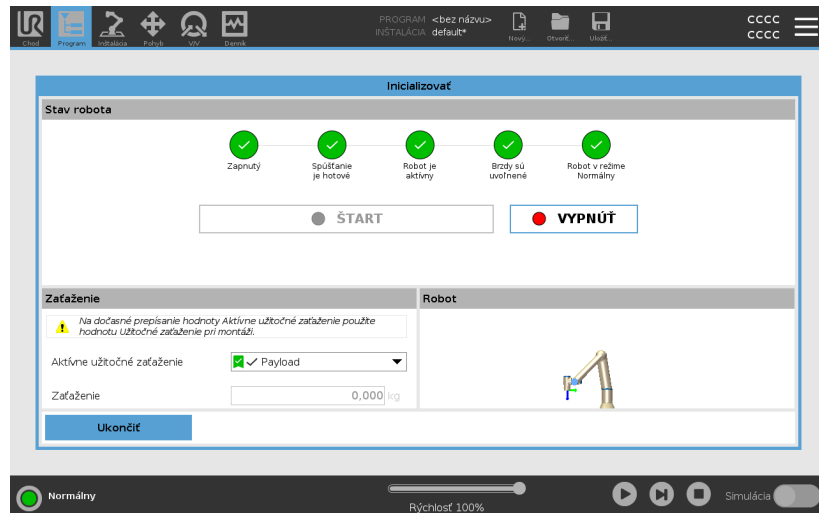 PROGRAM <bez názvu>
INŠTALÁCIA default*
cccc
cccc
Chod
Program
Inštalácia
Pohyb
V/V
Denník
Nový...
Otvoriť...
Uložiť...
Inicializovať
Stav robota
Zapnutý
Spúšťanie je hotové
Robot je aktívny
Brzdy sú uvoľnené
Robot v režime Normálny
ŠTART
VYPNÚŤ
Zaťaženie
Robot
Na dočasné prepísanie hodnoty Aktívne užitočné zaťaženie použite
hodnotu Užitočné zaťaženie pri montáži.
Aktívne užitočné zaťaženie
Payload
Zaťaženie
0,000 kg
Ukončiť
Normálny
Rýchlosť 100%
Simulácia